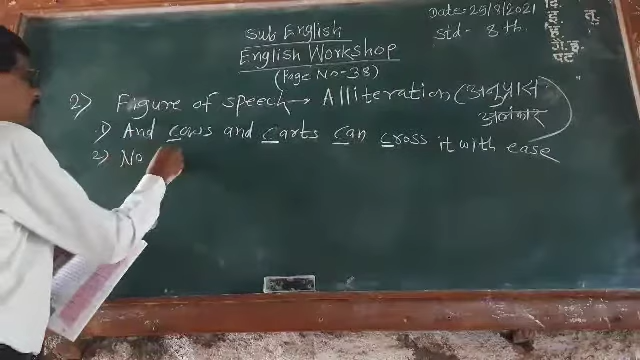 Sub English
Date: 25/8/2021
English Workshop
Std - 8 th
(Page No-38)
2) Figure of speech → Alliteration (अनुप्रास
अलंकार)
1) And cows and carts can cross it with ease
2) No